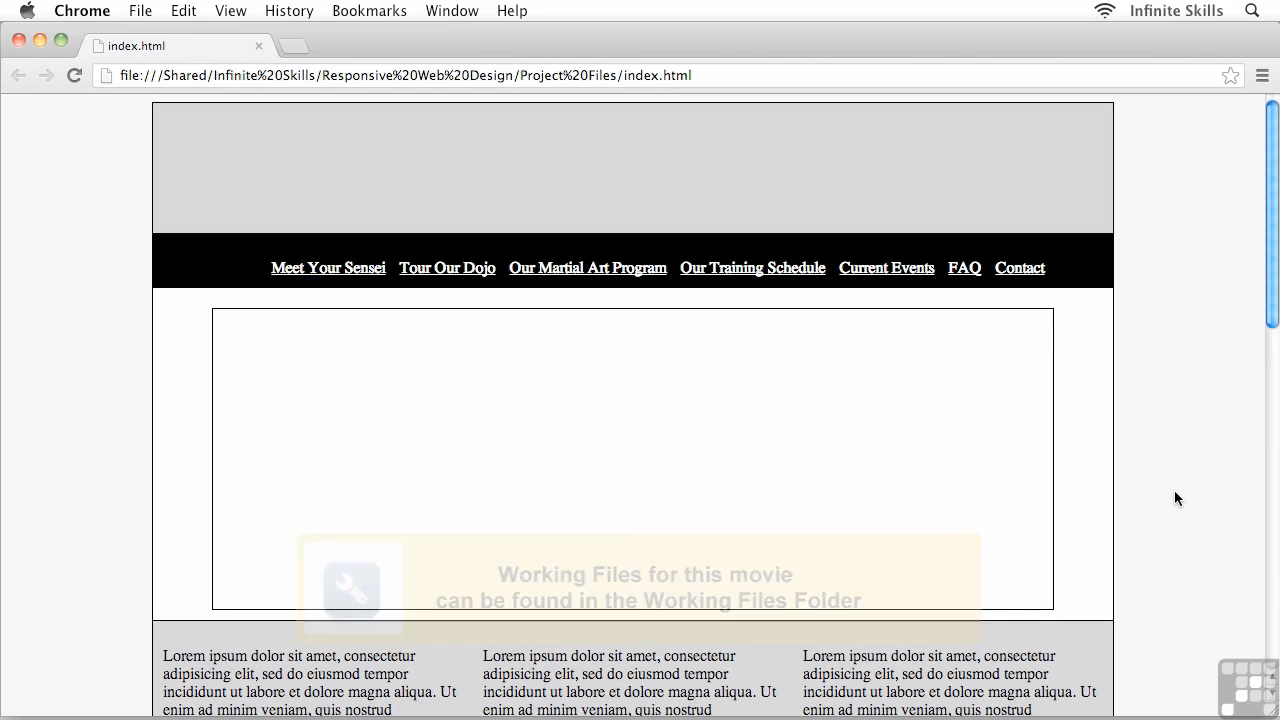 Chrome File Edit View History Bookmarks Window Help Infinite Skills
index.html
file:///Shared/Infinite%20Skills/Responsive%20Web%20Design/Project%20Files/index.html
Meet Your Sensei Tour Our Dojo Our Martial Art Program Our Training Schedule Current Events FAQ Contact
Working Files for this movie
can be found in the Working Files Folder
Lorem ipsum dolor sit amet, consectetur
adipisicing elit, sed do eiusmod tempor
incididunt ut labore et dolore magna aliqua. Ut
enim ad minim veniam, quis nostrud
Lorem ipsum dolor sit amet, consectetur
adipisicing elit, sed do eiusmod tempor
incididunt ut labore et dolore magna aliqua. Ut
enim ad minim veniam, quis nostrud
Lorem ipsum dolor sit amet, consectetur
adipisicing elit, sed do eiusmod tempor
incididunt ut labore et dolore magna aliqua. Ut
enim ad minim veniam, quis nostrud